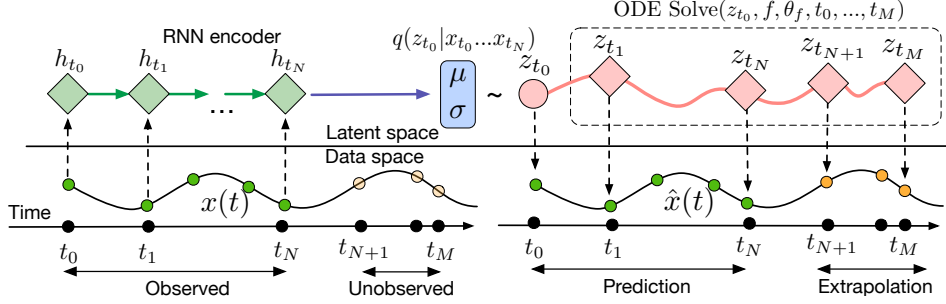 ODE Solve(z_{t_0}, f, θ_f, t_0, ..., t_M)
RNN encoder
q(z_{t_0}|x_{t_0}...x_{t_N})
h_{t_0} h_{t_1} h_{t_N}
z_{t_0} z_{t_1} z_{t_N} z_{t_{N+1}} z_{t_M}
...
μ
σ
~
Latent space
Data space
x(t) x̂(t)
Time
t_0 t_1 t_N t_{N+1} t_M t_0 t_1 t_N t_{N+1} t_M
Observed Unobserved Prediction Extrapolation